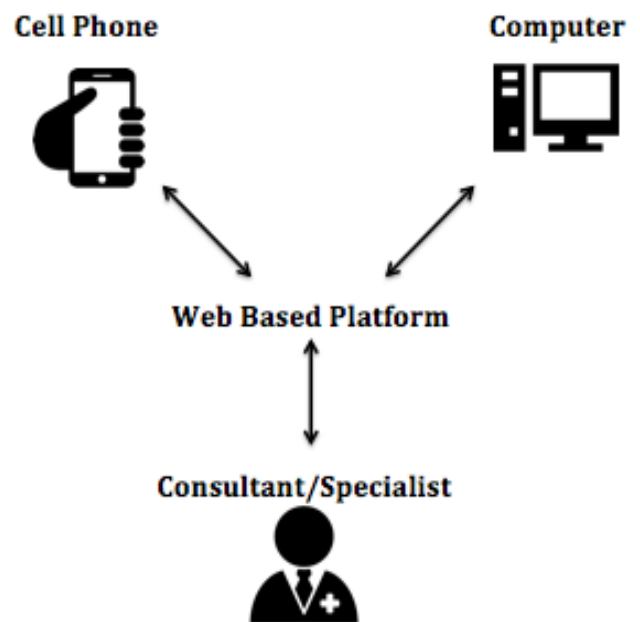 Cell Phone
Computer
Web Based Platform
Consultant/Specialist